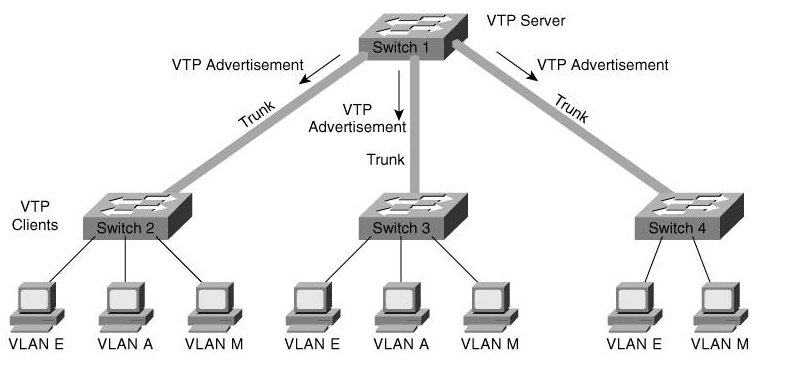 VTP Server
Switch 1
VTP Advertisement
VTP Advertisement
Trunk
VTP
Advertisement
Trunk
Trunk
VTP
Clients
Switch 2
Switch 3
Switch 4
VLAN E
VLAN A
VLAN M
VLAN E
VLAN A
VLAN M
VLAN E
VLAN M